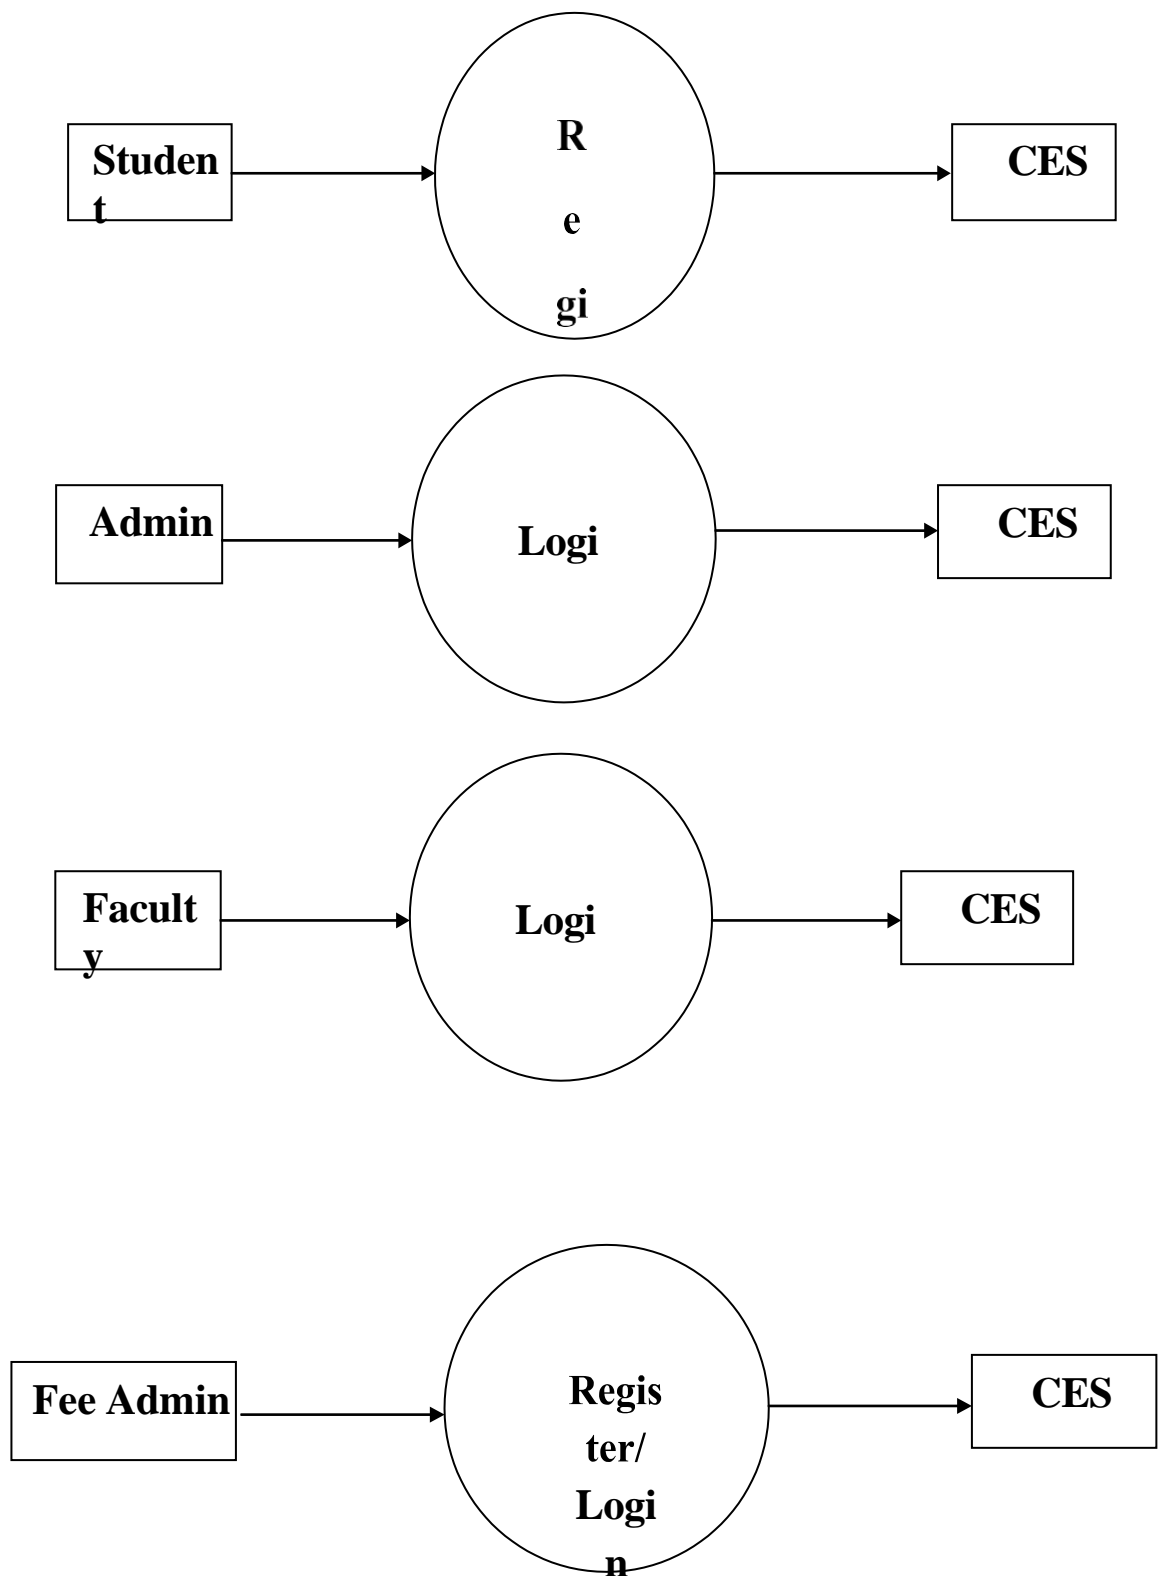 Studen
t
R
e
gi
CES
Admin
Logi
CES
Facult
y
Logi
CES
Fee Admin
Regis
ter/
Logi
n
CES